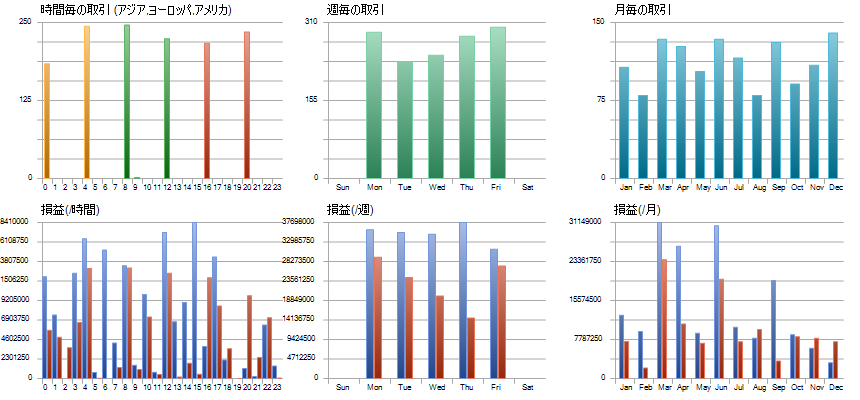 時間毎の取引 (アジア,ヨーロッパ,アメリカ)
250
125
0
0 1 2 3 4 5 6 7 8 9 10 11 12 13 14 15 16 17 18 19 20 21 22 23
週毎の取引
310
155
0
Sun Mon Tue Wed Thu Fri Sat
月毎の取引
150
75
0
Jan Feb Mar Apr May Jun Jul Aug Sep Oct Nov Dec
損益(/時間)
8410000
6108750
3807500
1506250
9205000
6903750
4602500
2301250
0
0 1 2 3 4 5 6 7 8 9 10 11 12 13 14 15 16 17 18 19 20 21 22 23
損益(/週)
37698000
32985750
28273500
23561250
18849000
14136750
9424500
4712250
0
Sun Mon Tue Wed Thu Fri Sat
損益(/月)
31149000
23361750
15574500
7787250
0
Jan Feb Mar Apr May Jun Jul Aug Sep Oct Nov Dec